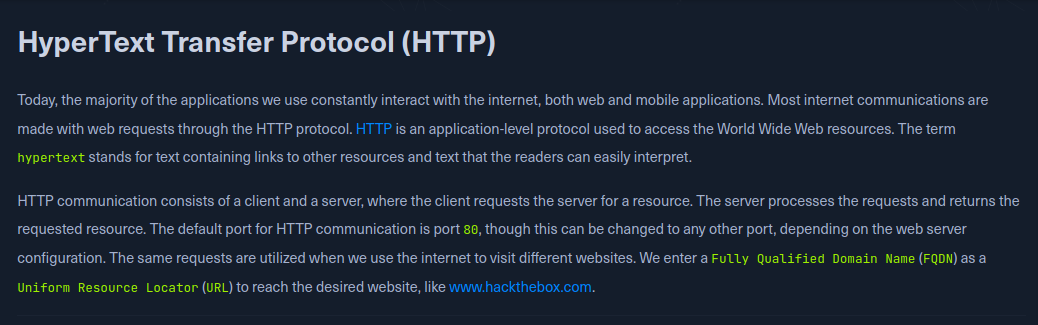 HyperText Transfer Protocol (HTTP)
Today, the majority of the applications we use constantly interact with the internet, both web and mobile applications. Most internet communications are
made with web requests through the HTTP protocol. HTTP is an application-level protocol used to access the World Wide Web resources. The term
hypertext stands for text containing links to other resources and text that the readers can easily interpret.
HTTP communication consists of a client and a server, where the client requests the server for a resource. The server processes the requests and returns the
requested resource. The default port for HTTP communication is port 80, though this can be changed to any other port, depending on the web server
configuration. The same requests are utilized when we use the internet to visit different websites. We enter a Fully Qualified Domain Name (FQDN) as a
Uniform Resource Locator (URL) to reach the desired website, like www.hackthebox.com.